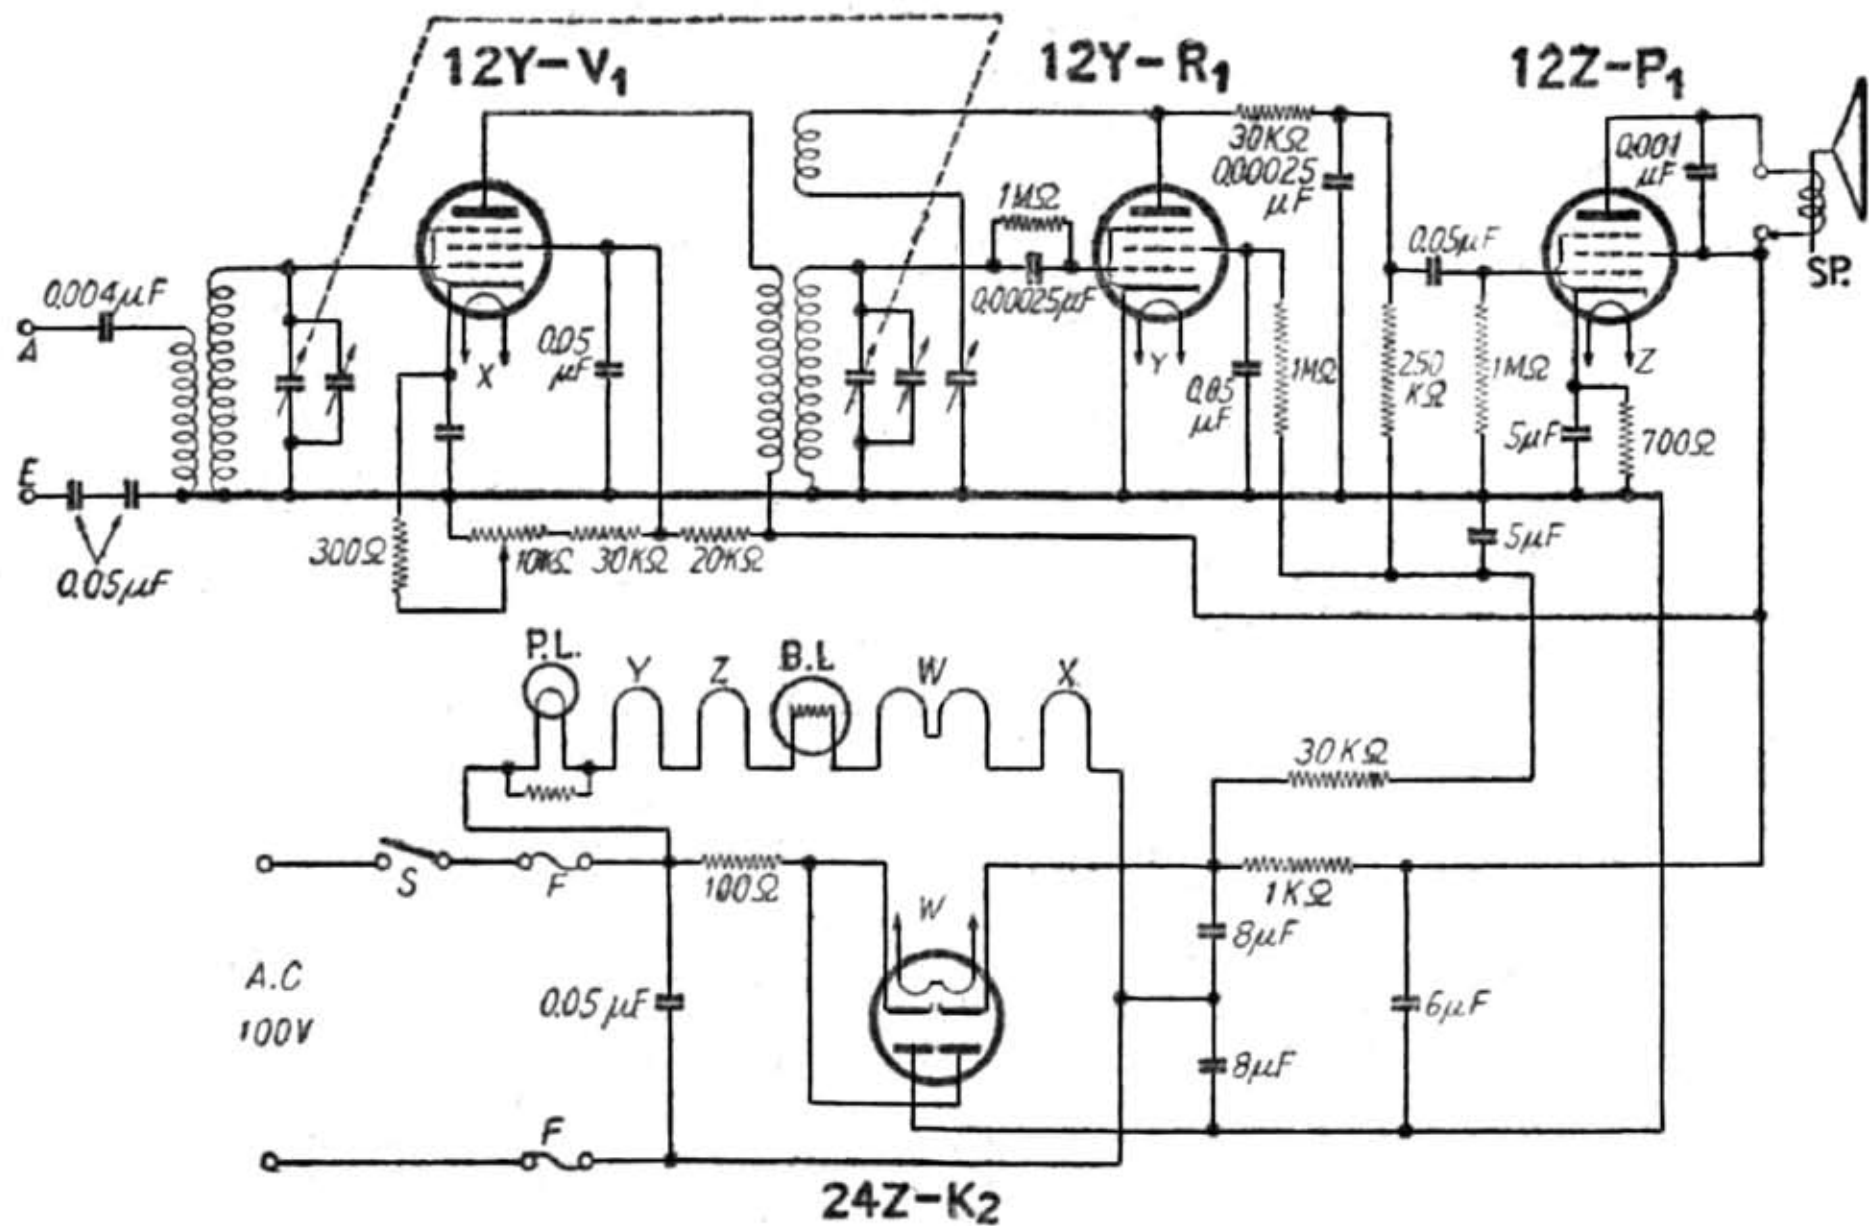 12Y-V1
12Y-R1
12Z-P1
30KΩ
0.00025
μF
0.001
μF
1MΩ
0.00025μF
0.05μF
SP.
0.004μF
A
E
0.05μF
X
0.05
μF
Y
0.05
μF
1MΩ
250
KΩ
1MΩ
Z
5μF
700Ω
5μF
300Ω
10KΩ
30KΩ
20KΩ
P.L.
Y
Z
B.L
W
X
30KΩ
S
F
100Ω
W
1KΩ
8μF
A.C
100V
0.05μF
6μF
8μF
F
24Z-K2